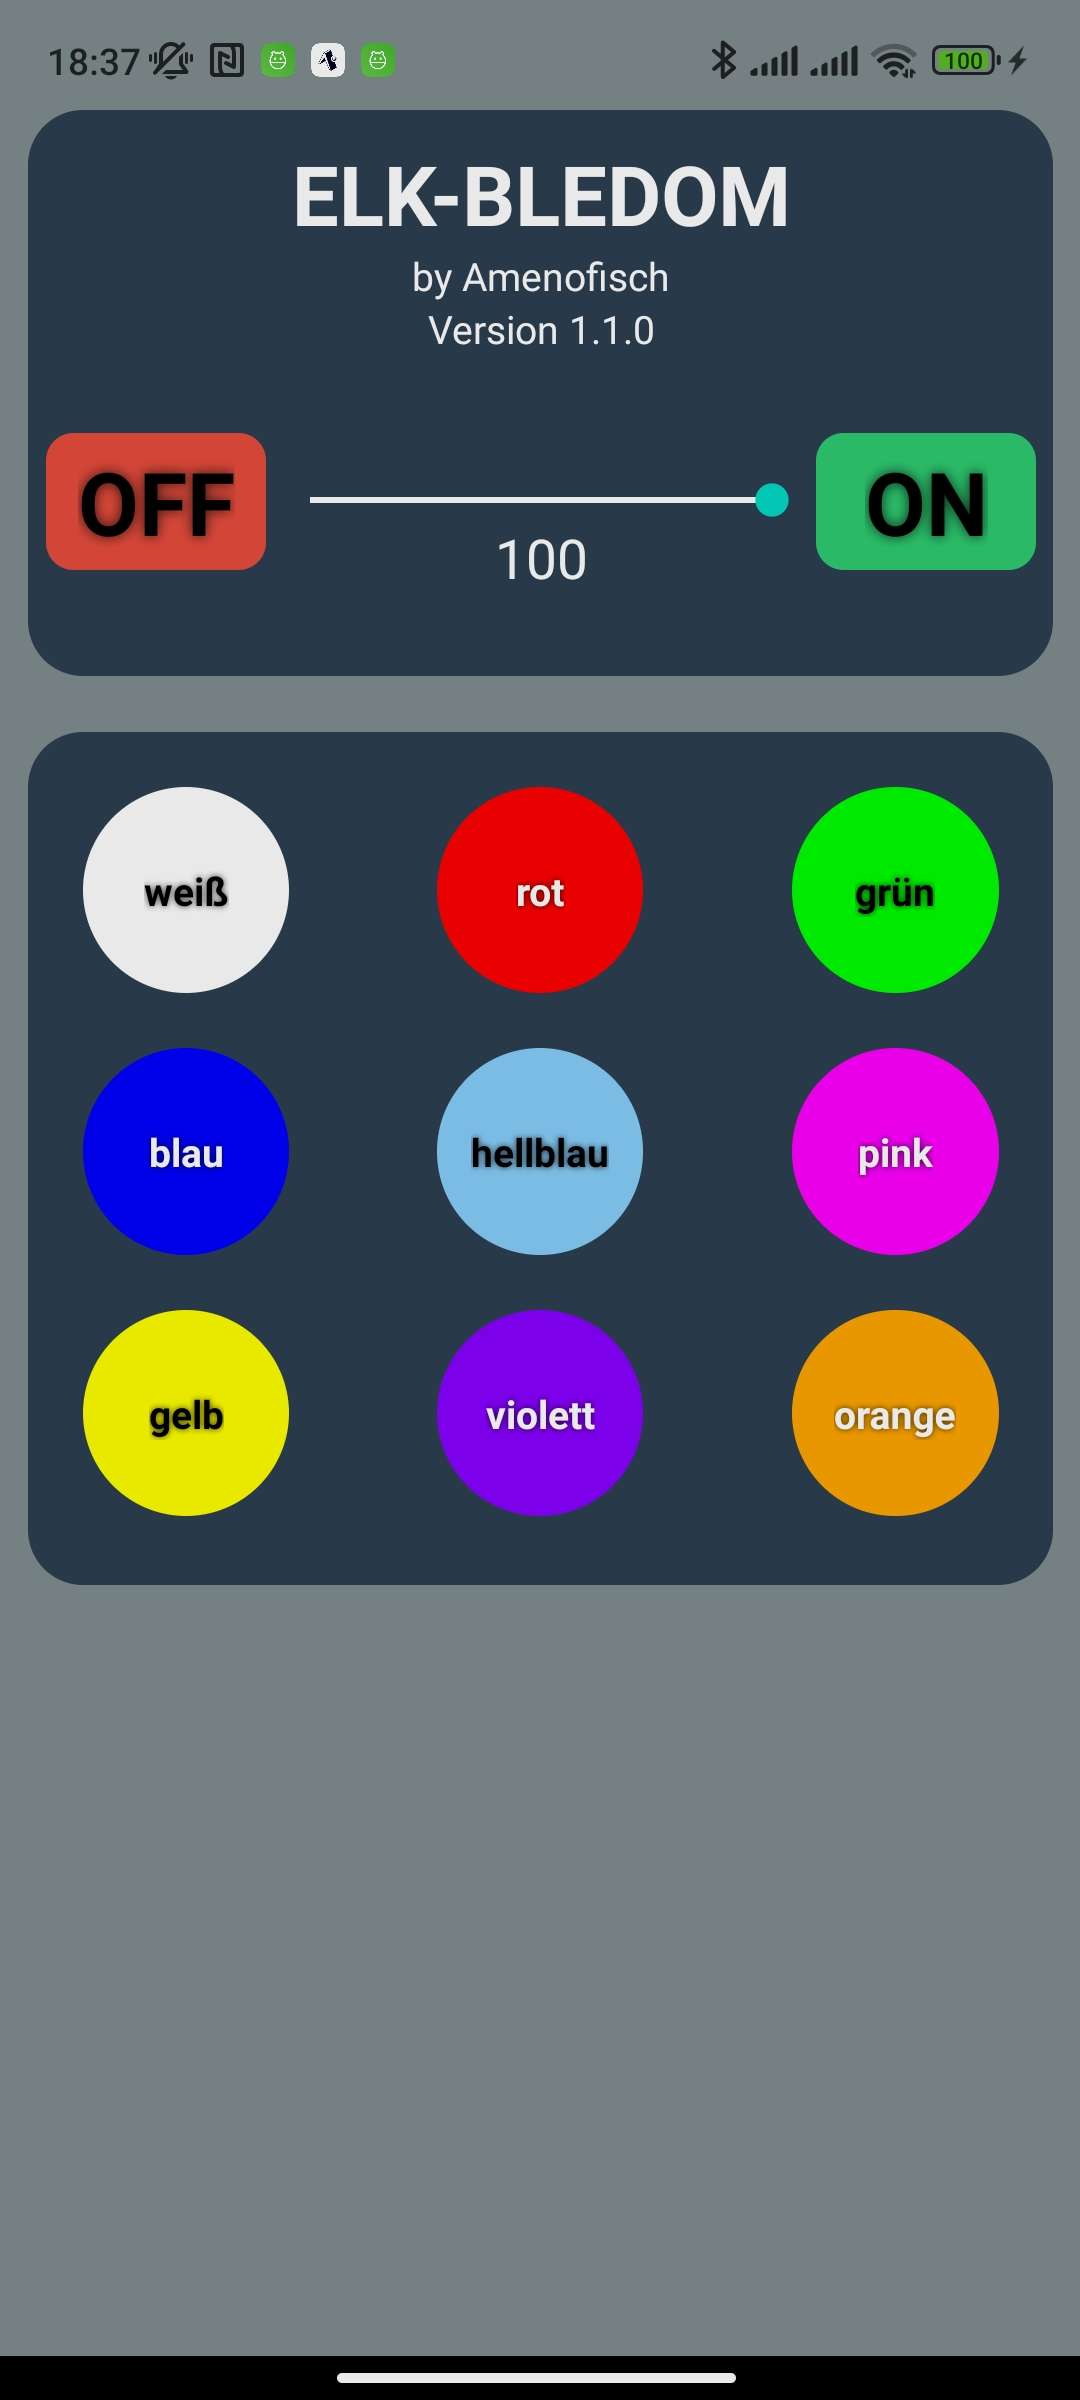 18:37
100
ELK-BLEDOM
by Amenofisch
Version 1.1.0
OFF
100
ON
weiß
rot
grün
blau
hellblau
pink
gelb
violett
orange